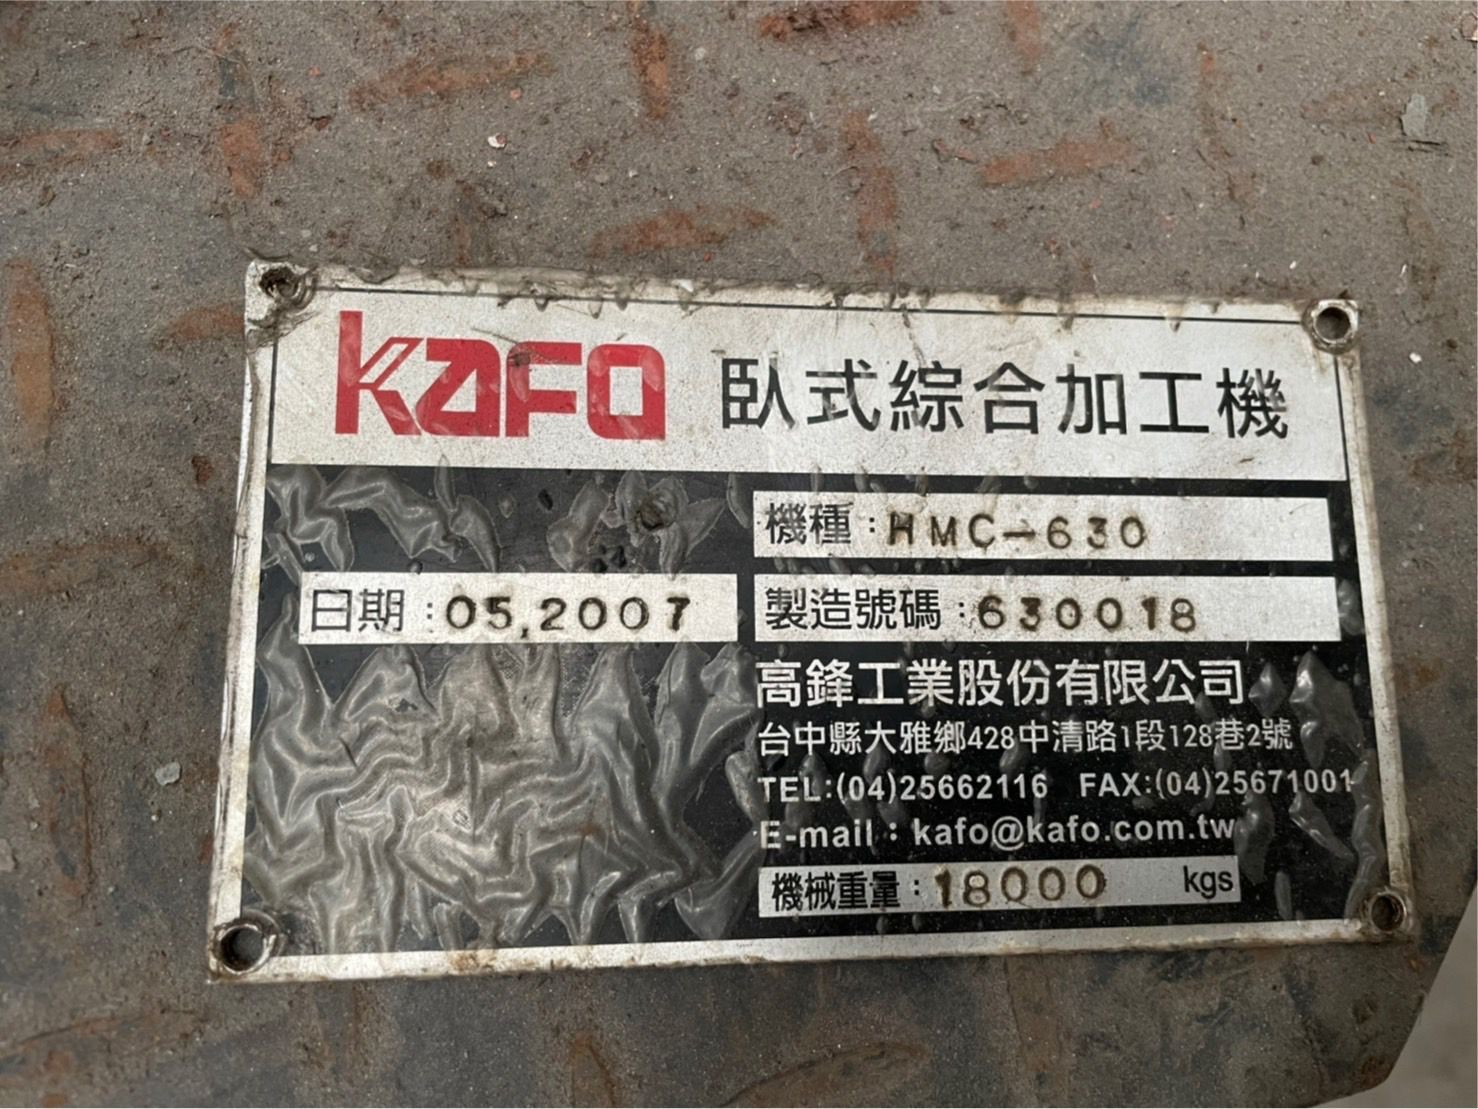 KAFO 臥式綜合加工機
機種：HMC-630
日期：05,2007 製造號碼：630018
高鋒工業股份有限公司
台中縣大雅鄉428中清路1段128巷2號
TEL:(04)25662116 FAX:(04)25671001
E-mail：kafo@kafo.com.tw
機械重量：18000 kgs